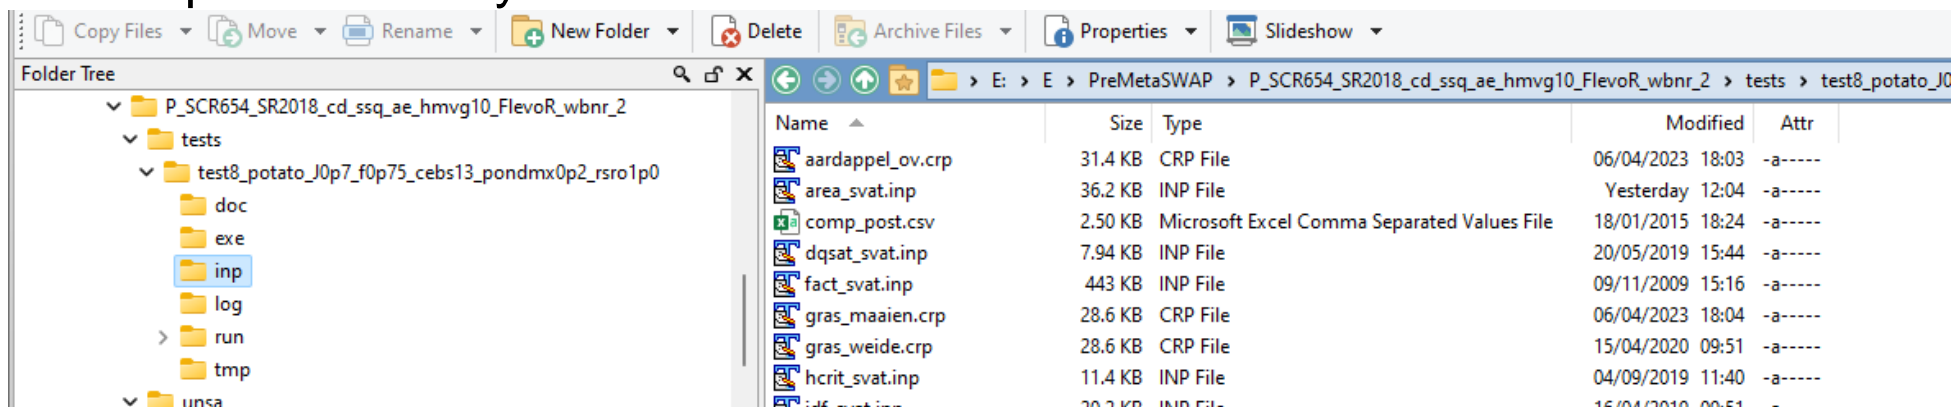 Copy Files Move Rename New Folder Delete Archive Files Properties Slideshow
Folder Tree
P_SCR654_SR2018_cd_ssq_ae_hmvg10_FlevoR_wbnr_2
tests
test8_potato_J0p7_f0p75_cebs13_pondmx0p2_rsro1p0
doc
exe
inp
log
run
tmp
unsa
E: > E > PreMetaSWAP > P_SCR654_SR2018_cd_ssq_ae_hmvg10_FlevoR_wbnr_2 > tests > test8_potato_J0
Name Size Type Modified Attr
aardappel_ov.crp 31.4 KB CRP File 06/04/2023 18:03 -a-----
area_svat.inp 36.2 KB INP File Yesterday 12:04 -a-----
comp_post.csv 2.50 KB Microsoft Excel Comma Separated Values File 18/01/2015 18:24 -a-----
dqsat_svat.inp 7.94 KB INP File 20/05/2019 15:44 -a-----
fact_svat.inp 443 KB INP File 09/11/2009 15:16 -a-----
gras_maaien.crp 28.6 KB CRP File 06/04/2023 18:04 -a-----
gras_weide.crp 28.6 KB CRP File 15/04/2020 09:51 -a-----
hcrit_svat.inp 11.4 KB INP File 04/09/2019 11:40 -a-----